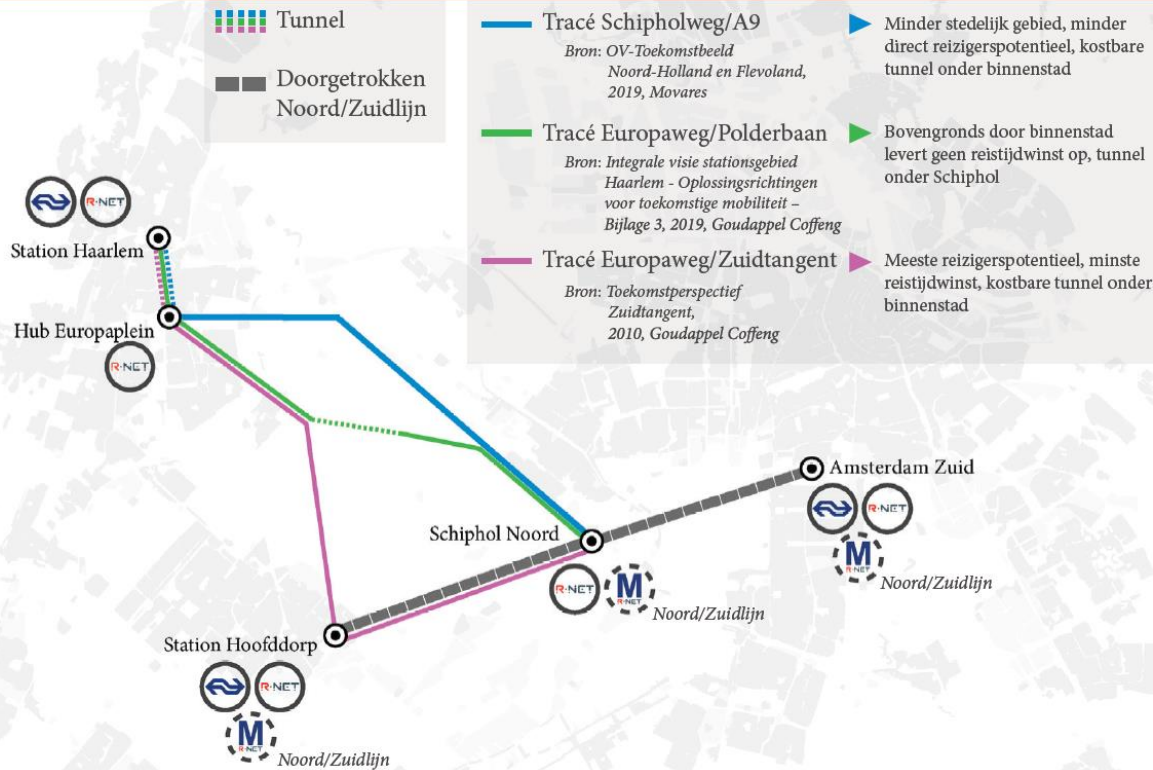 Tunnel
Doorgetrokken
Noord/Zuidlijn
Tracé Schipholweg/A9
Bron: OV-Toekomstbeeld
Noord-Holland en Flevoland,
2019, Movares
Minder stedelijk gebied, minder
direct reizigerspotentieel, kostbare
tunnel onder binnenstad
Tracé Europaweg/Polderbaan
Bron: Integrale visie stationsgebied
Haarlem - Oplossingsrichtingen
voor toekomstige mobiliteit –
Bijlage 3, 2019, Goudappel Coffeng
Bovengronds door binnenstad
levert geen reistijdwinst op, tunnel
onder Schiphol
Tracé Europaweg/Zuidtangent
Bron: Toekomstperspectief
Zuidtangent,
2010, Goudappel Coffeng
Meeste reizigerspotentieel, minste
reistijdwinst, kostbare tunnel onder
binnenstad
R-NET
Station Haarlem
Hub Europaplein
R-NET
Amsterdam Zuid
R-NET
M
R-NET
Noord/Zuidlijn
Schiphol Noord
R-NET
M
R-NET
Noord/Zuidlijn
Station Hoofddorp
R-NET
M
R-NET
Noord/Zuidlijn